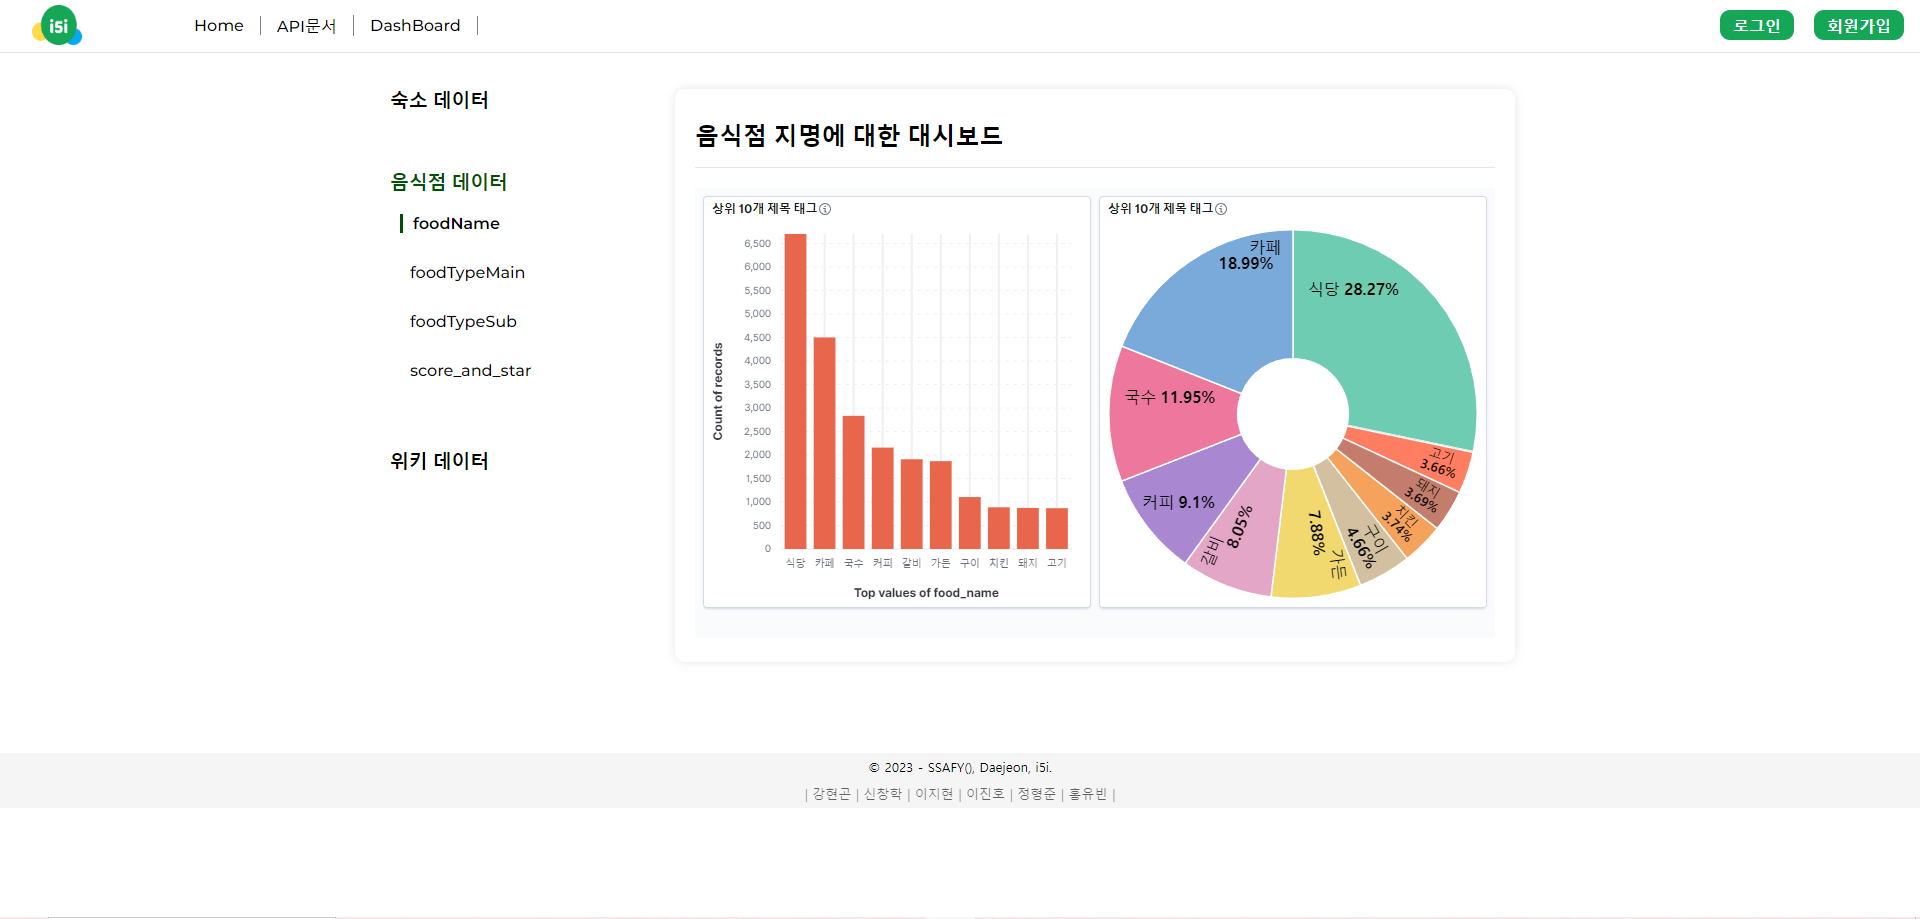 i5i
Home
API문서
DashBoard
로그인
회원가입
숙소 데이터
음식점 데이터
foodName
foodTypeMain
foodTypeSub
score_and_star
위키 데이터
음식점 지명에 대한 대시보드
상위 10개 제목 태그
6,500
6,000
5,500
5,000
4,500
4,000
3,500
3,000
2,500
2,000
1,500
1,000
500
0
Count of records
식당 카페 국수 커피 갈비 가든 구이 치킨 돼지 고기
Top values of food_name
상위 10개 제목 태그
카페
18.99%
식당 28.27%
국수 11.95%
커피 9.1%
갈비
8.05%
가든
7.88%
구이
4.66%
치킨
3.74%
돼지
3.69%
고기
3.66%
© 2023 - SSAFY(), Daejeon, i5i.
| 강현곤 | 신창학 | 이지현 | 이진호 | 정형준 | 홍유빈 |